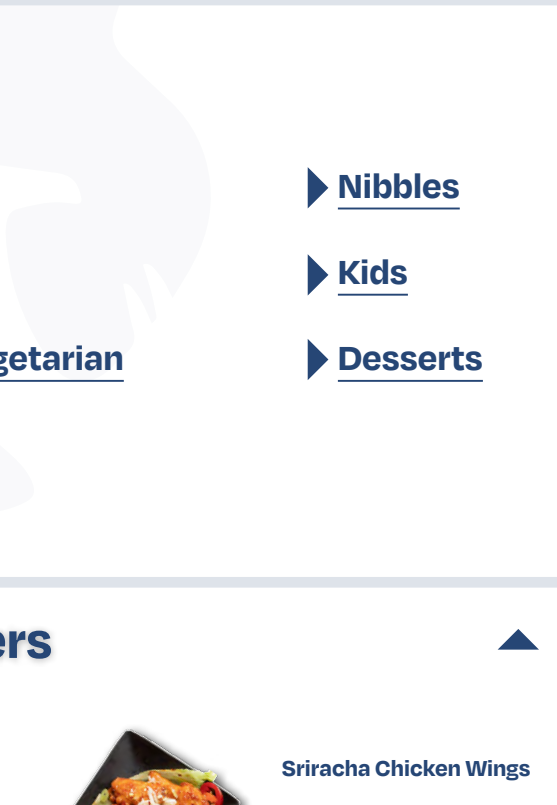 Nibbles
Kids
getarian
Desserts
ers
Sriracha Chicken Wings